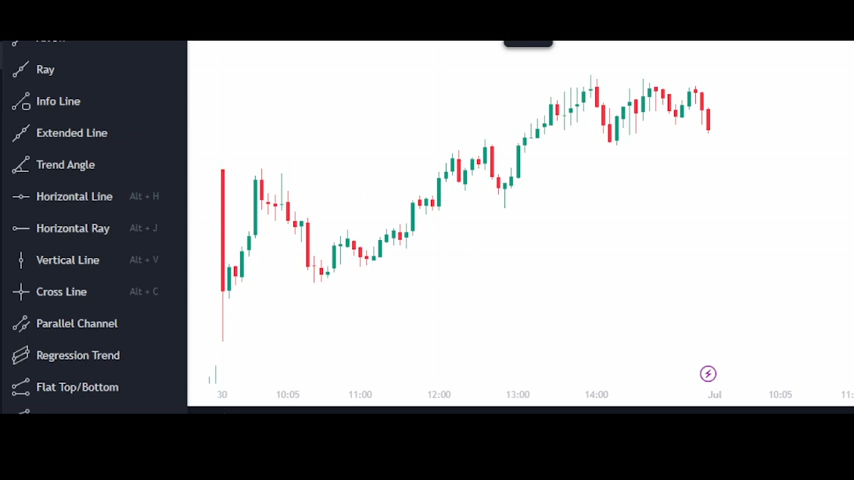 Ray
Info Line
Extended Line
Trend Angle
Horizontal Line Alt + H
Horizontal Ray Alt + J
Vertical Line Alt + V
Cross Line Alt + C
Parallel Channel
Regression Trend
Flat Top/Bottom
30 10:05 11:00 12:00 13:00 14:00 Jul 10:05 11: